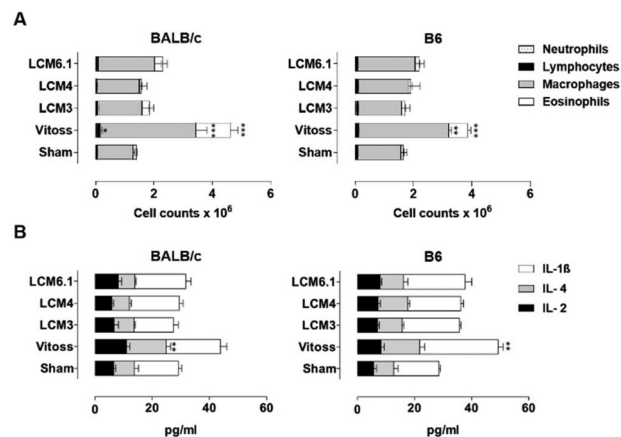 A
BALB/c
B6
LCM6.1
LCM4
LCM3
Vitoss
Sham
*
***
***
0
2
4
6
Cell counts x 10⁶
LCM6.1
LCM4
LCM3
Vitoss
Sham
**
***
0
2
4
6
Cell counts x 10⁶
Neutrophils
Lymphocytes
Macrophages
Eosinophils
B
BALB/c
B6
LCM6.1
LCM4
LCM3
Vitoss
Sham
**
0
20
40
60
pg/ml
LCM6.1
LCM4
LCM3
Vitoss
Sham
**
0
20
40
60
pg/ml
IL-1ß
IL- 4
IL- 2